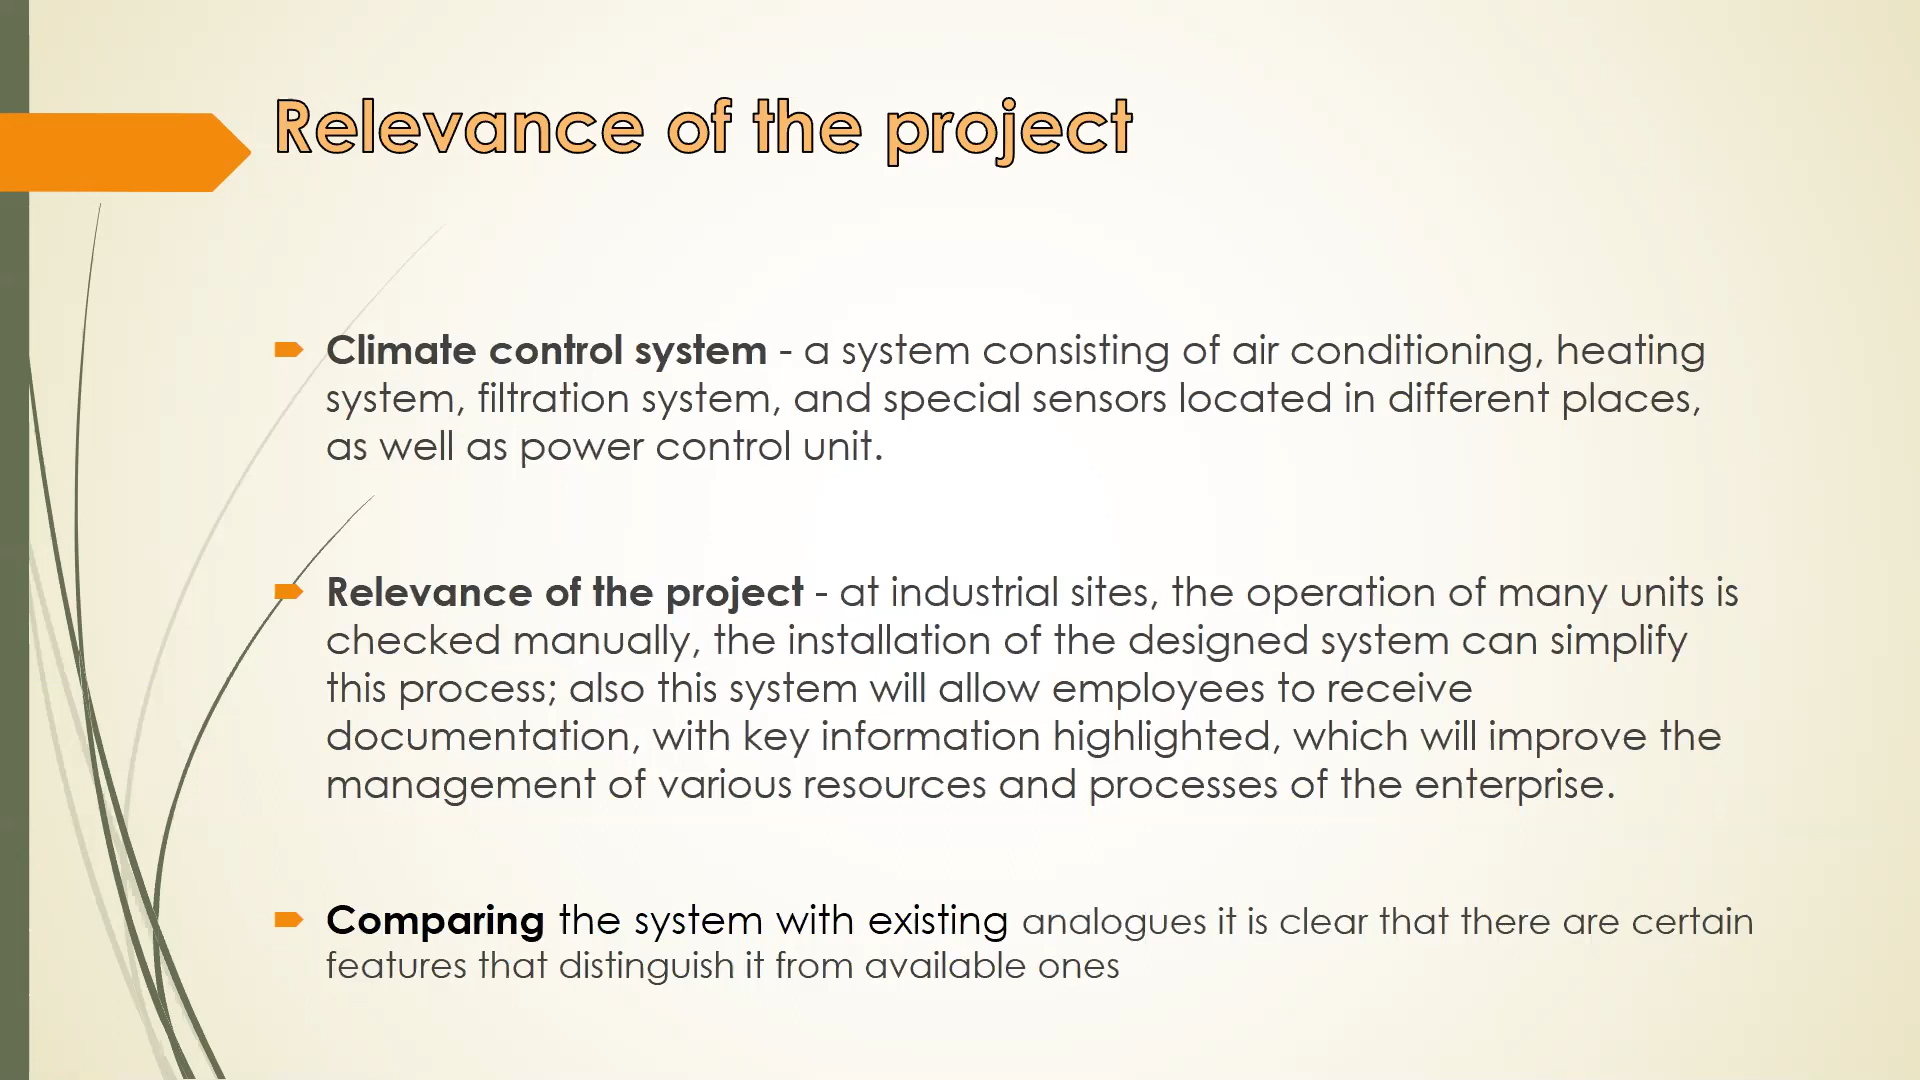 Relevance of the project
Climate control system - a system consisting of air conditioning, heating
system, filtration system, and special sensors located in different places,
as well as power control unit.
Relevance of the project - at industrial sites, the operation of many units is
checked manually, the installation of the designed system can simplify
this process; also this system will allow employees to receive
documentation, with key information highlighted, which will improve the
management of various resources and processes of the enterprise.
Comparing the system with existing analogues it is clear that there are certain
features that distinguish it from available ones